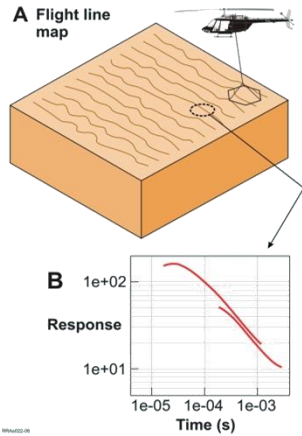 A Flight line
map
B
1e+02
Response
1e+01
1e-05 1e-04 1e-03
Time (s)